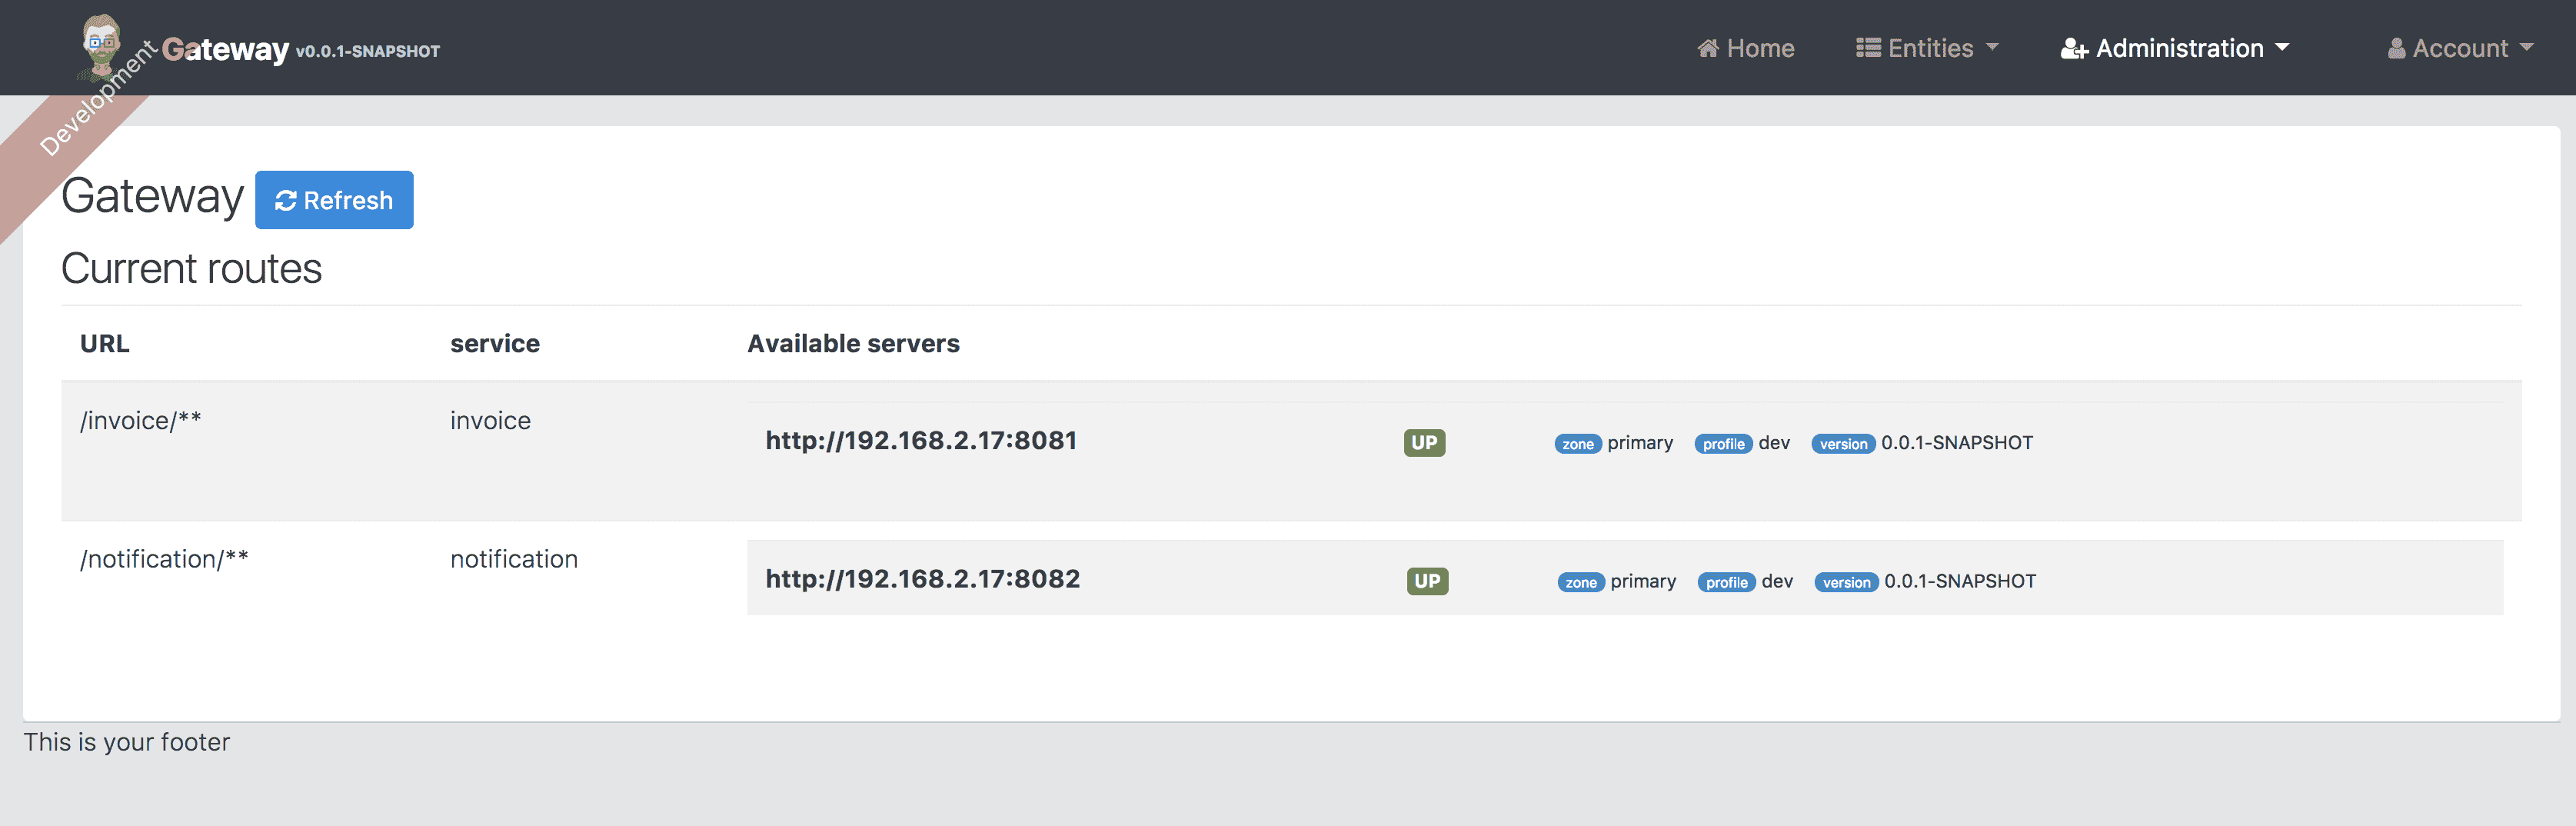 Gateway v0.0.1-SNAPSHOT Home Entities Administration Account
Development
Gateway Refresh
Current routes
URL service Available servers
/invoice/** invoice http://192.168.2.17:8081 UP zone primary profile dev version 0.0.1-SNAPSHOT
/notification/** notification http://192.168.2.17:8082 UP zone primary profile dev version 0.0.1-SNAPSHOT
This is your footer